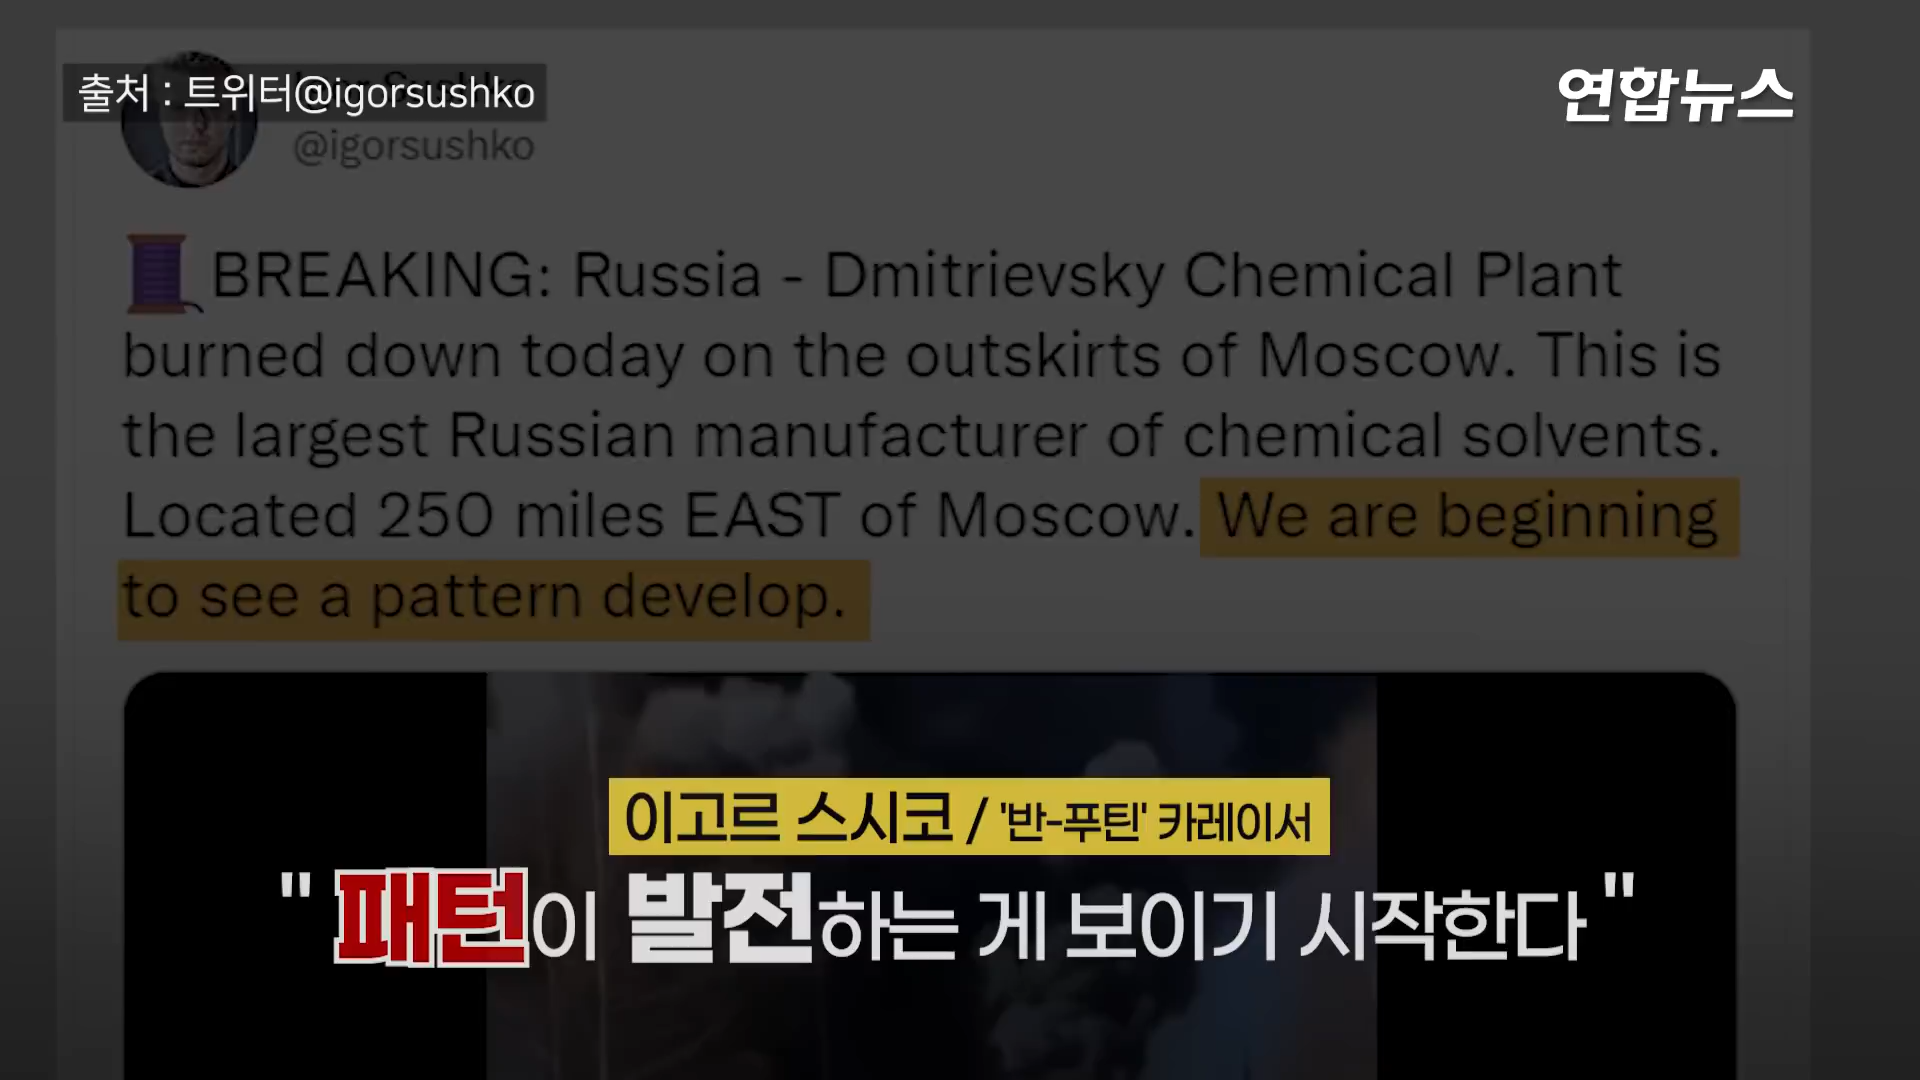 출처 : 트위터@igorsushko
연합뉴스
@igorsushko
BREAKING: Russia - Dmitrievsky Chemical Plant
burned down today on the outskirts of Moscow. This is
the largest Russian manufacturer of chemical solvents.
Located 250 miles EAST of Moscow. We are beginning
to see a pattern develop.
이고르 스시코 / '반-푸틴' 카레이서
" 패턴이 발전하는 게 보이기 시작한다 "